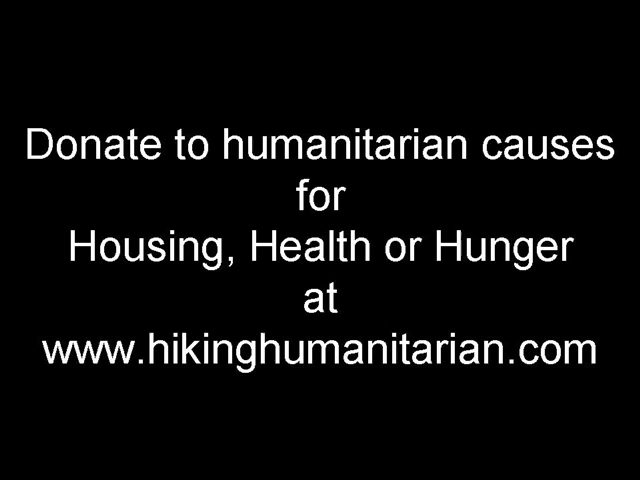 Donate to humanitarian causes
for
Housing, Health or Hunger
at
www.hikinghumanitarian.com